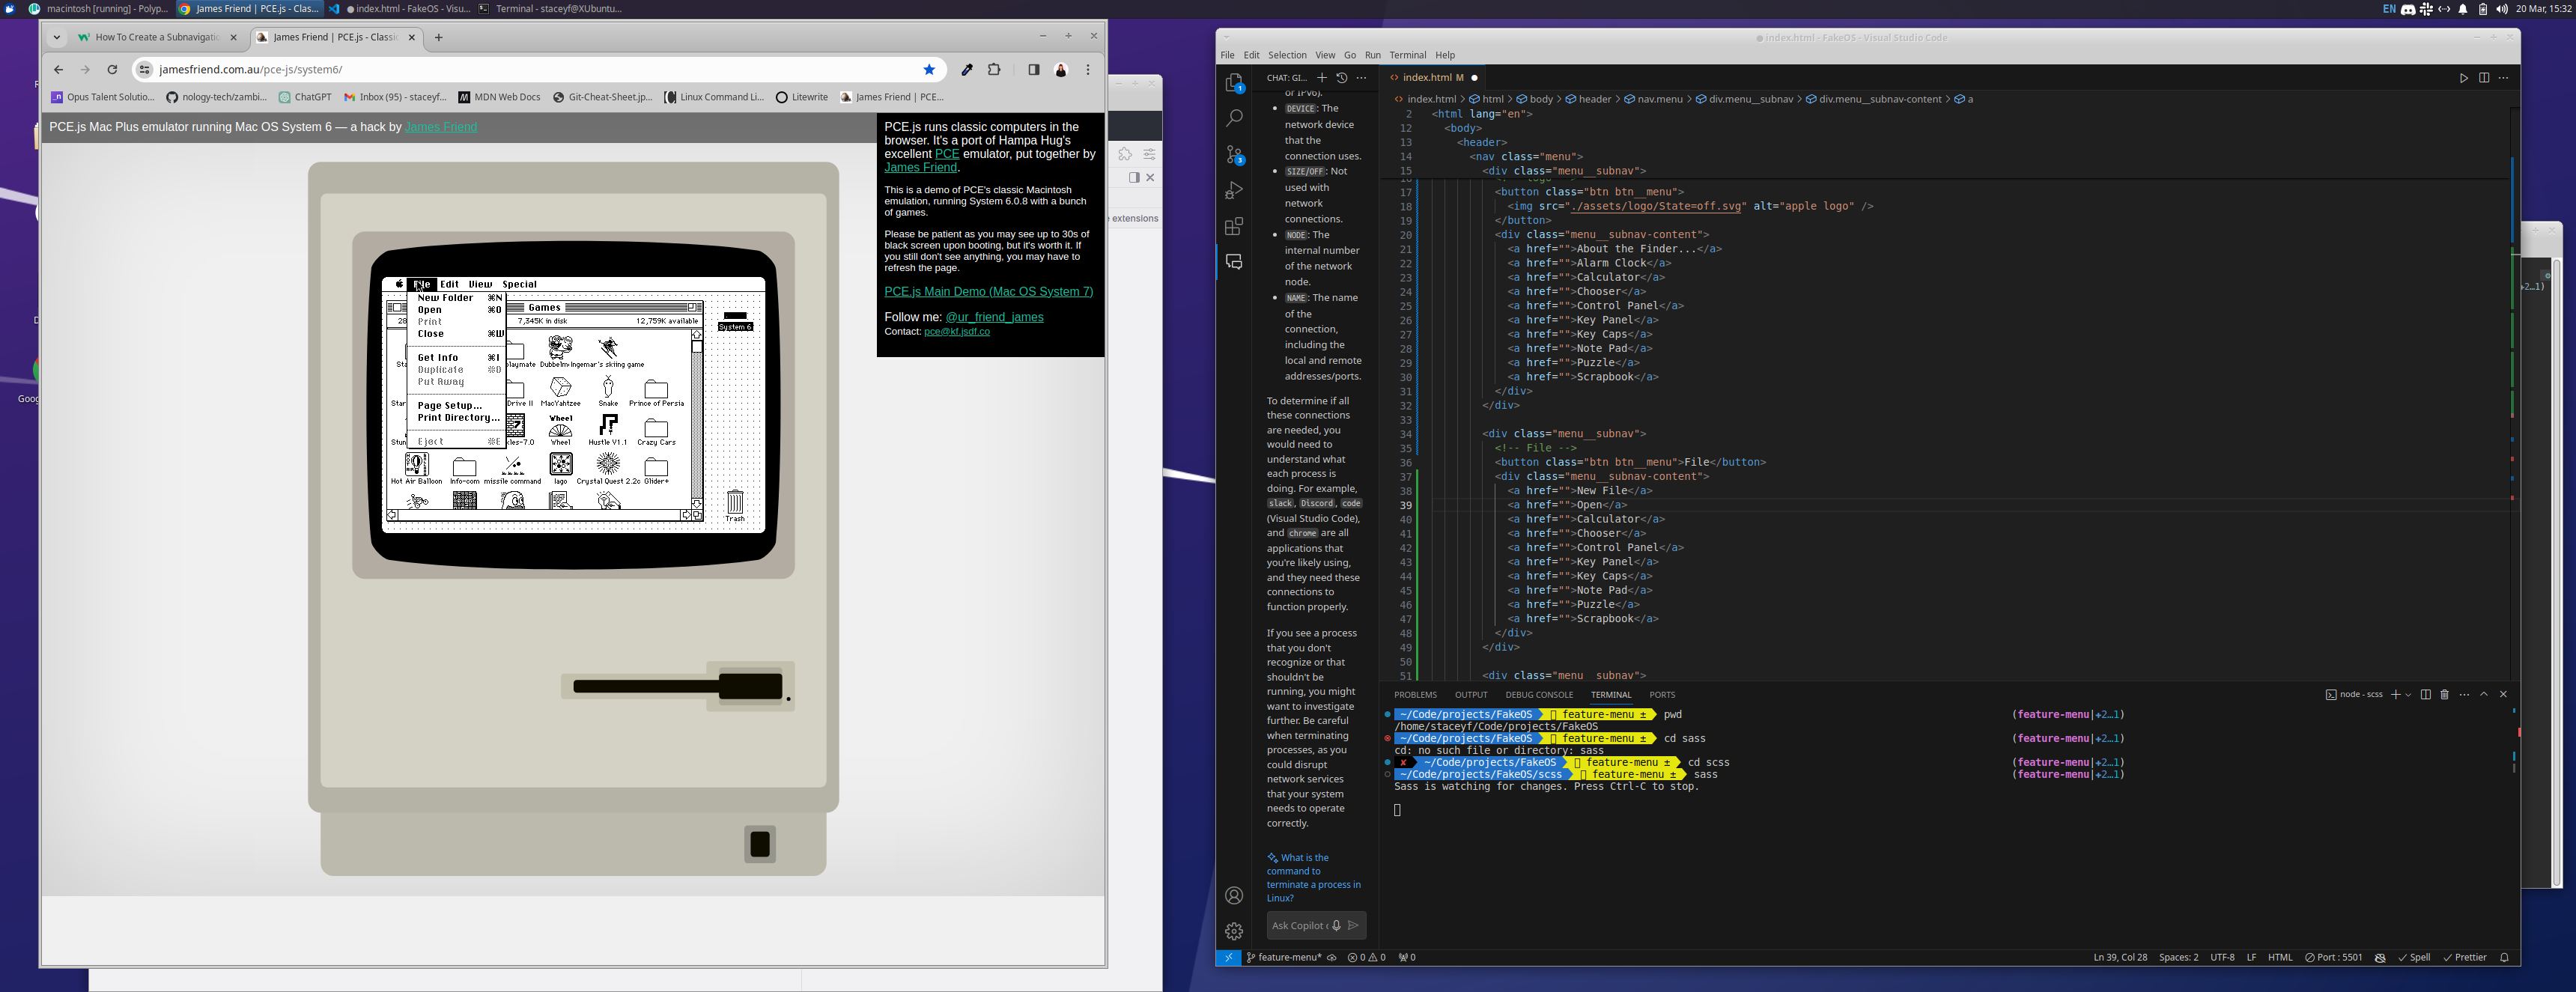 macintosh [running] - Polyp...
James Friend | PCE.js - Clas...
index.html - FakeOS - Visu...
Terminal - staceyf@XUbuntu...
EN
20 Mar, 15:32
How To Create a Subnavigatio
James Friend | PCE.js - Classic
jamesfriend.com.au/pce-js/system6/
Opus Talent Solutio...
nology-tech/zambi...
ChatGPT
Inbox (95) - staceyf...
MDN Web Docs
Git-Cheat-Sheet.jp...
Linux Command Li...
Litewrite
James Friend | PCE...
PCE.js Mac Plus emulator running Mac OS System 6 — a hack by James Friend
PCE.js runs classic computers in the
browser. It's a port of Hampa Hug's
excellent PCE emulator, put together by
James Friend.
This is a demo of PCE's classic Macintosh
emulation, running System 6.0.8 with a bunch
of games.
Please be patient as you may see up to 30s of
black screen upon booting, but it's worth it. If
you still don't see anything, you may have to
refresh the page.
PCE.js Main Demo (Mac OS System 7)
Follow me: @ur_friend_james
Contact: pce@kf.jsdf.co
File Edit View Special
New Folder ⌘N
Open ⌘O
Print
Close ⌘W
Get Info ⌘I
Duplicate ⌘D
Put Away
Page Setup...
Print Directory...
Eject ⌘E
Games
7,345K in disk
12,759K available
System 6
Ingemar's skiing game
MacYahtzee
Snake
Prince of Persia
Wheel
Wheel
Hustle V1.1
Crazy Cars
Hot Air Balloon
Info-com
missile command
Iago
Crystal Quest 2.2c
Glider+
Trash
extensions
index.html - FakeOS - Visual Studio Code
File Edit Selection View Go Run Terminal Help
CHAT: GI...
or IPv6).
DEVICE: The
network device
that the
connection uses.
SIZE/OFF: Not
used with
network
connections.
NODE: The
internal number
of the network
node.
NAME: The name
of the
connection,
including the
local and remote
addresses/ports.
To determine if all
these connections
are needed, you
would need to
understand what
each process is
doing. For example,
slack, Discord, code
(Visual Studio Code),
and chrome are all
applications that
you're likely using,
and they need these
connections to
function properly.
If you see a process
that you don't
recognize or that
shouldn't be
running, you might
want to investigate
further. Be careful
when terminating
processes, as you
could disrupt
network services
that your system
needs to operate
correctly.
What is the
command to
terminate a process in
Linux?
Ask Copilot
index.html M
index.html > html > body > header > nav.menu > div.menu__subnav > div.menu__subnav-content > a
2 <html lang="en">
12 <body>
13 <header>
14 <nav class="menu">
15 <div class="menu__subnav">
17 <button class="btn btn__menu">
18 <img src="./assets/logo/State=off.svg" alt="apple logo" />
19 </button>
20 <div class="menu__subnav-content">
21 <a href="">About the Finder...</a>
22 <a href="">Alarm Clock</a>
23 <a href="">Calculator</a>
24 <a href="">Chooser</a>
25 <a href="">Control Panel</a>
26 <a href="">Key Panel</a>
27 <a href="">Key Caps</a>
28 <a href="">Note Pad</a>
29 <a href="">Puzzle</a>
30 <a href="">Scrapbook</a>
31 </div>
32 </div>
33
34 <div class="menu__subnav">
35 <!-- File -->
36 <button class="btn btn__menu">File</button>
37 <div class="menu__subnav-content">
38 <a href="">New File</a>
39 <a href="">Open</a>
40 <a href="">Calculator</a>
41 <a href="">Chooser</a>
42 <a href="">Control Panel</a>
43 <a href="">Key Panel</a>
44 <a href="">Key Caps</a>
45 <a href="">Note Pad</a>
46 <a href="">Puzzle</a>
47 <a href="">Scrapbook</a>
48 </div>
49 </div>
50
51 <div class="menu__subnav">
PROBLEMS OUTPUT DEBUG CONSOLE TERMINAL PORTS
node - scss
~/Code/projects/FakeOS feature-menu ± pwd (feature-menu|+2...1)
/home/staceyf/Code/projects/FakeOS
~/Code/projects/FakeOS feature-menu ± cd sass (feature-menu|+2...1)
cd: no such file or directory: sass
✘ ~/Code/projects/FakeOS feature-menu ± cd scss (feature-menu|+2...1)
~/Code/projects/FakeOS/scss feature-menu ± sass (feature-menu|+2...1)
Sass is watching for changes. Press Ctrl-C to stop.
feature-menu*
0 0
0
Ln 39, Col 28
Spaces: 2
UTF-8
LF
HTML
Port : 5501
Spell
Prettier
+2...1)
Goog